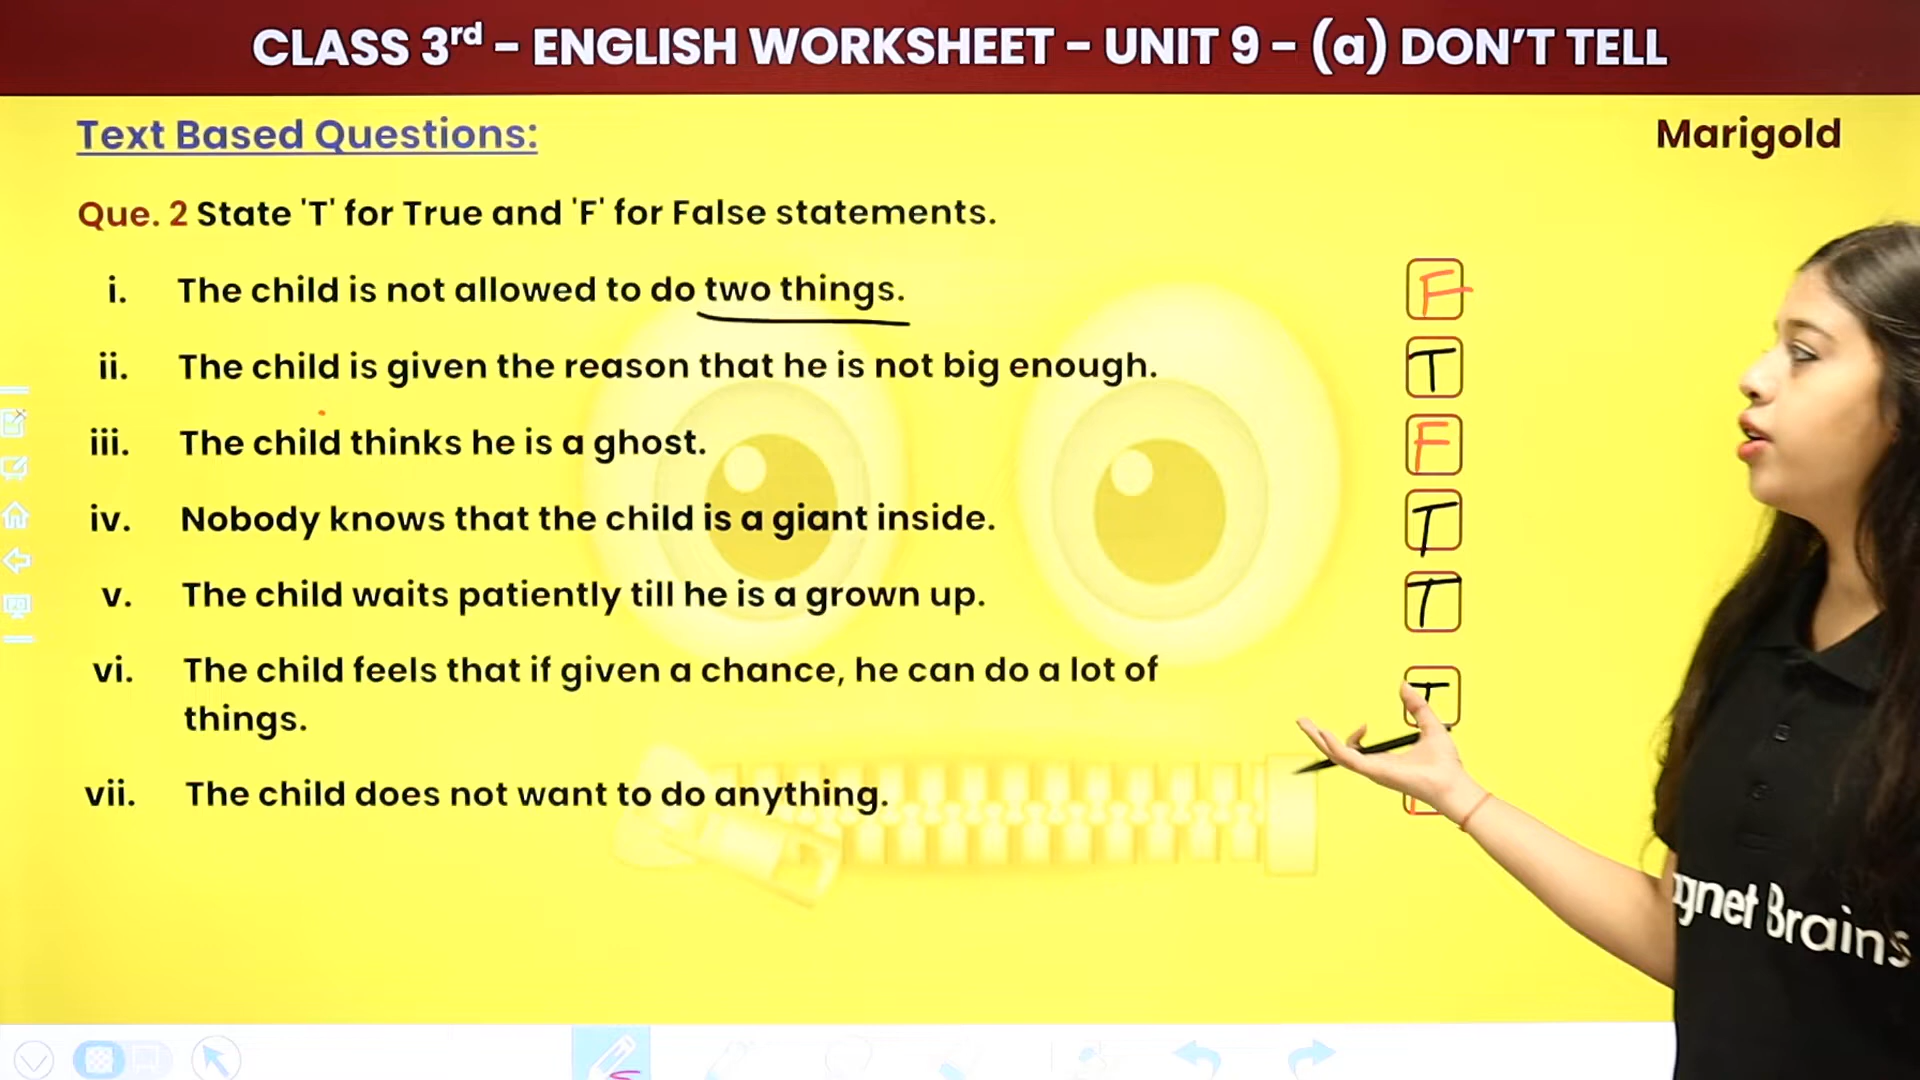 CLASS 3rd – ENGLISH WORKSHEET – UNIT 9 – (a) DON'T TELL
Text Based Questions:
Marigold
Que. 2 State 'T' for True and 'F' for False statements.
i. The child is not allowed to do two things. F
ii. The child is given the reason that he is not big enough. T
iii. The child thinks he is a ghost. F
iv. Nobody knows that the child is a giant inside. T
v. The child waits patiently till he is a grown up. T
vi. The child feels that if given a chance, he can do a lot of T
things.
vii. The child does not want to do anything.
Brains